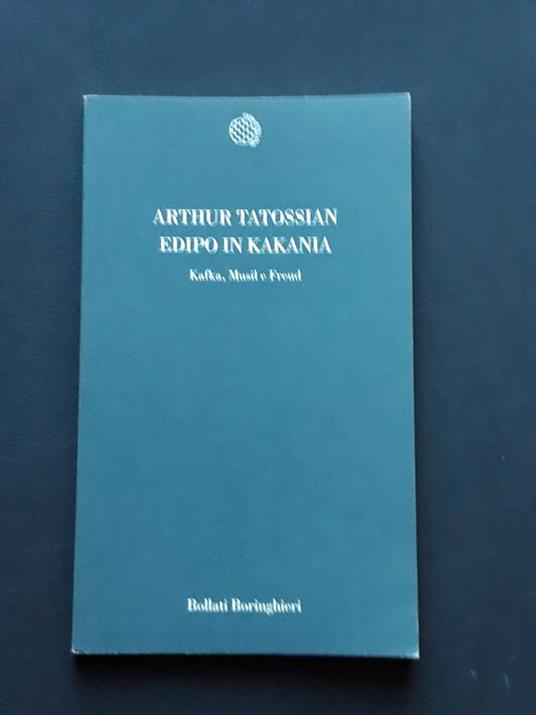 ARTHUR TATOSSIAN
EDIPO IN KAKANIA
Kafka, Musil e Freud
Bollati Boringhieri